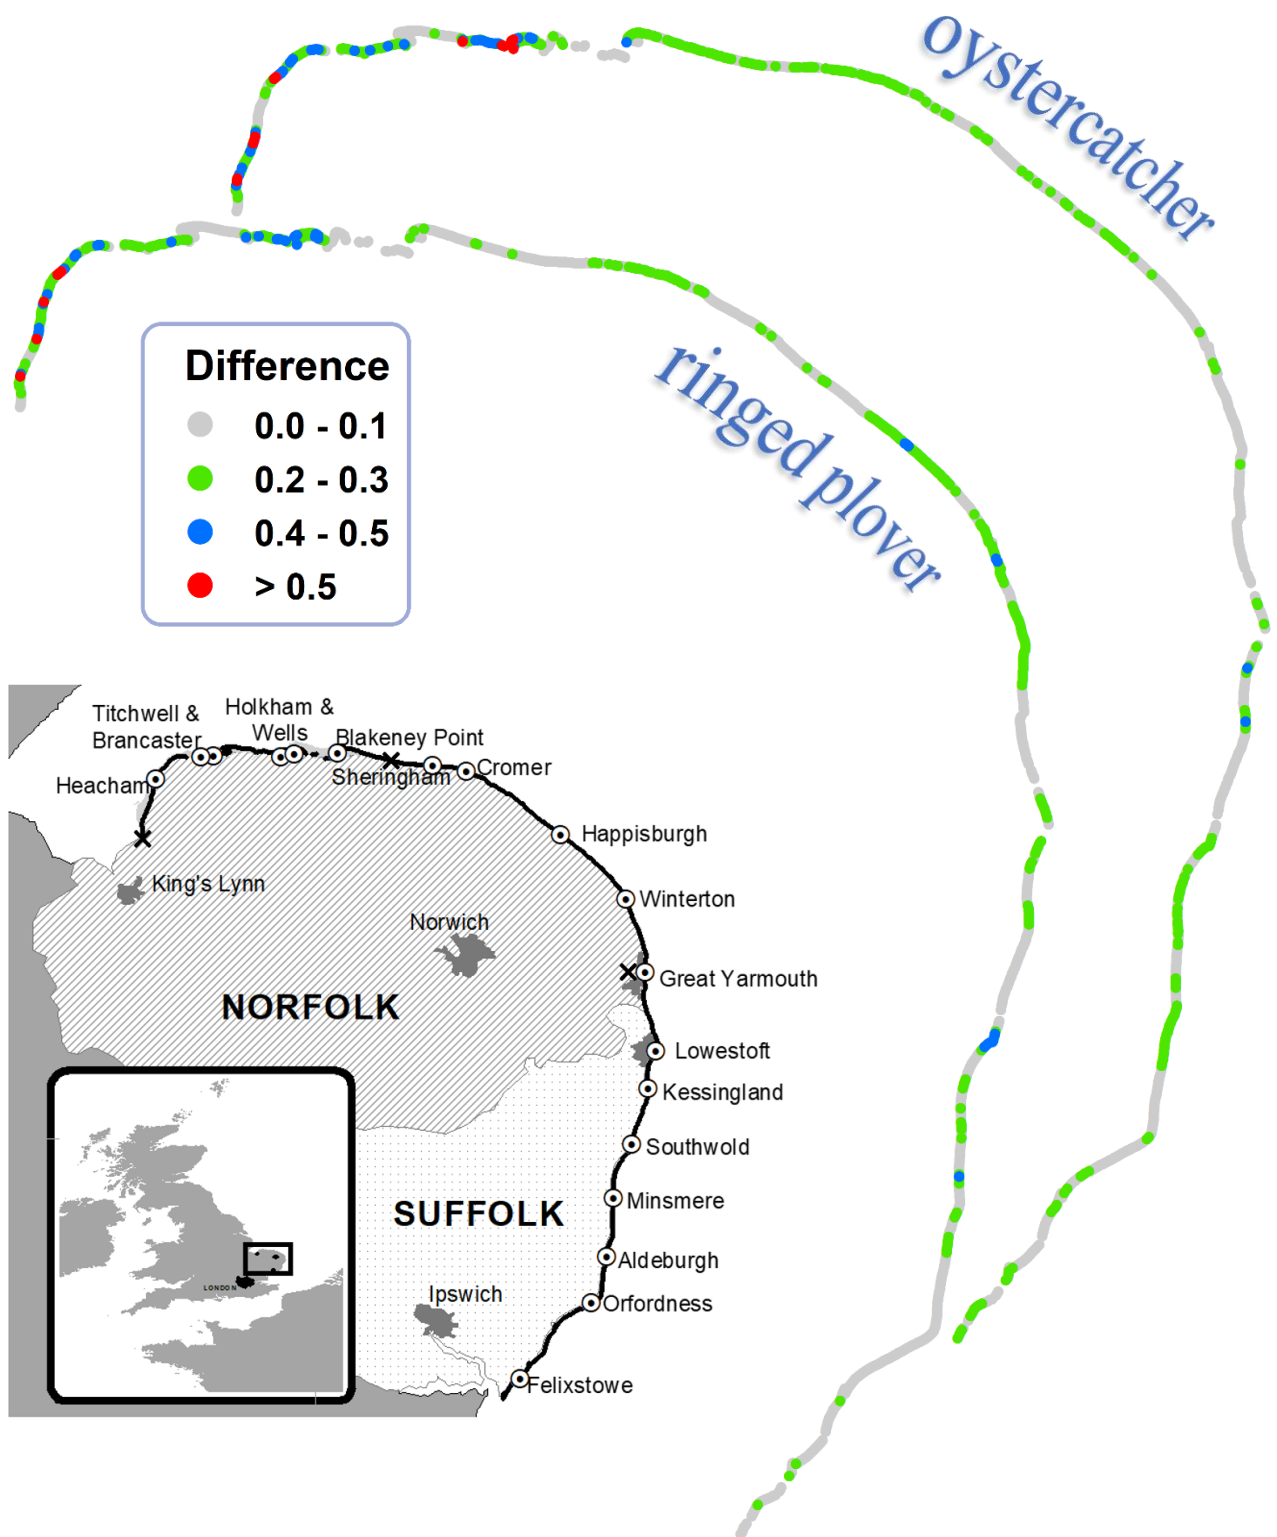 oystercatcher
ringed plover
Difference
0.0 - 0.1
0.2 - 0.3
0.4 - 0.5
> 0.5
Titchwell &
Brancaster
Holkham &
Wells
Blakeney Point
Sheringham
Cromer
Heacham
Happisburgh
King's Lynn
Winterton
Norwich
Great Yarmouth
NORFOLK
Lowestoft
Kessingland
Southwold
Minsmere
SUFFOLK
Aldeburgh
LONDON
Ipswich
Orfordness
Felixstowe